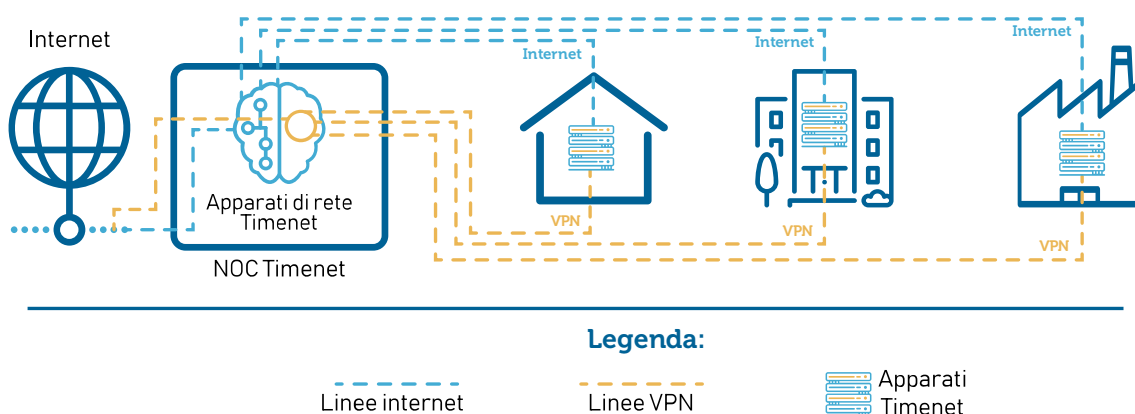 Internet
Internet
Internet
Internet
Apparati di rete
Timenet
NOC Timenet
VPN
VPN
VPN
Legenda:
Linee internet
Linee VPN
Apparati
Timenet